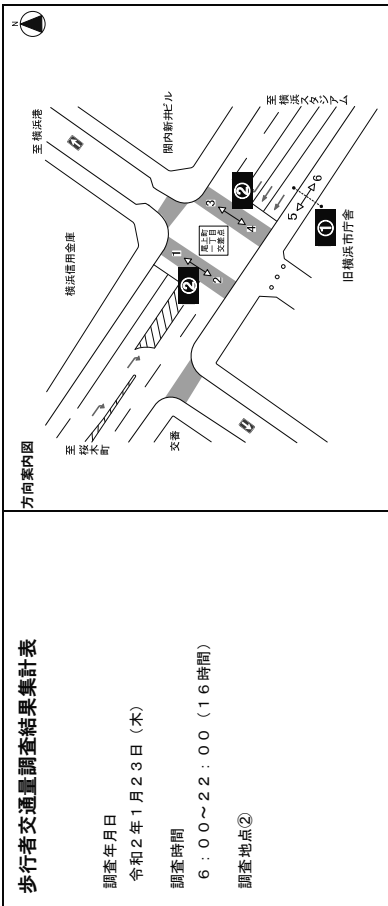 歩行者交通量調査結果集計表
調査年月日
令和2年1月23日（木）
調査時間
6：00～22：00（16時間）
調査地点②
方向案内図
N
至 横浜港
横浜信用金庫
関内新井ビル
至
桜
木
町
1
2
②
尾上町
一丁目
交差点
3
4
②
至
横
浜
ス
タ
ジ
ア
ム
交番
5
6
①
旧横浜市庁舎